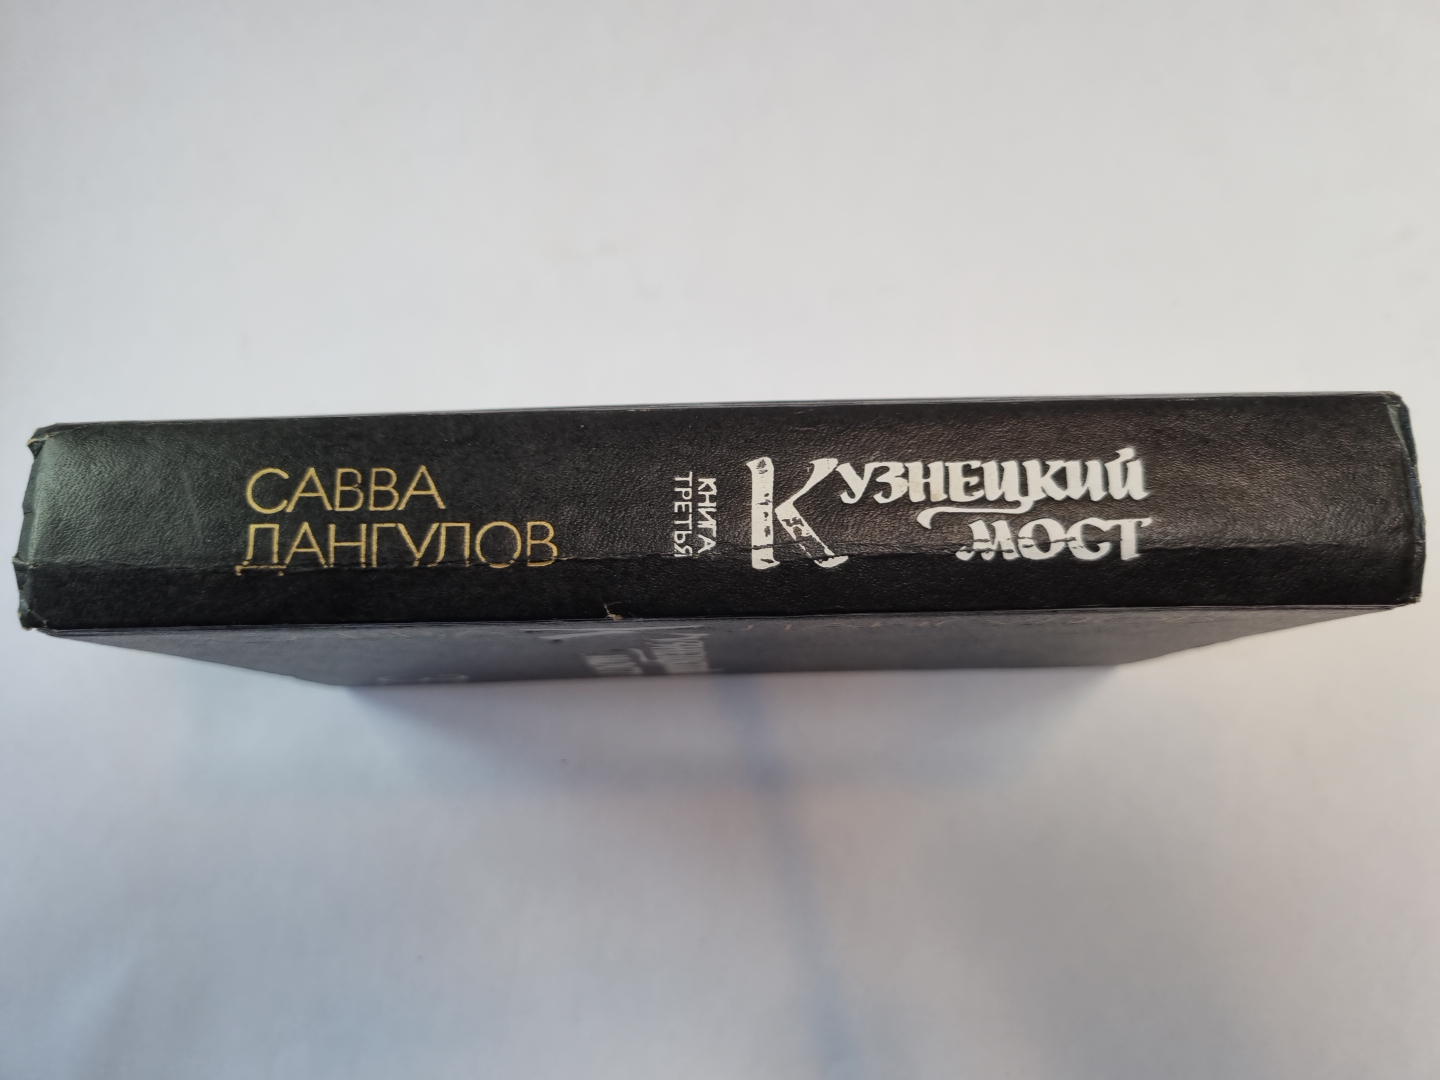 САВВА
ДАНГУЛОВ
КНИГА
ТРЕТЬЯ
КУЗНЕЦКИЙ
МОСТ